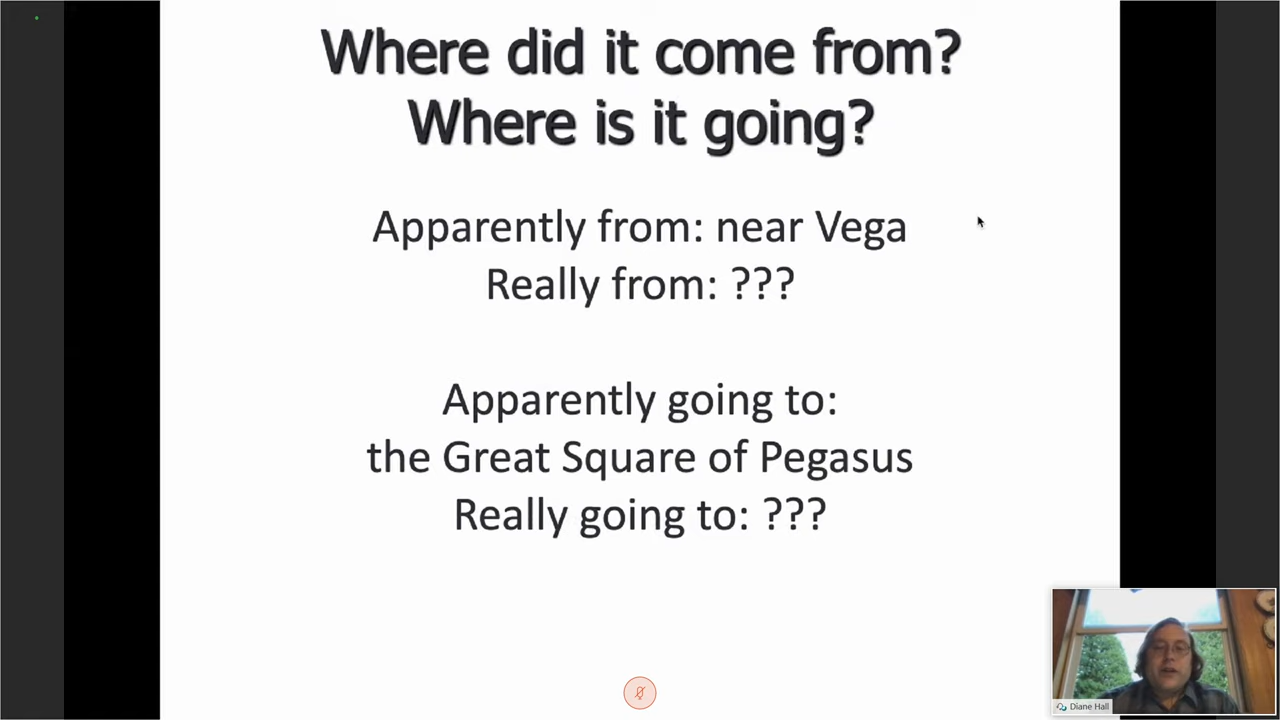 Where did it come from?
Where is it going?
Apparently from: near Vega
Really from: ???
Apparently going to:
the Great Square of Pegasus
Really going to: ???
Diane Hall